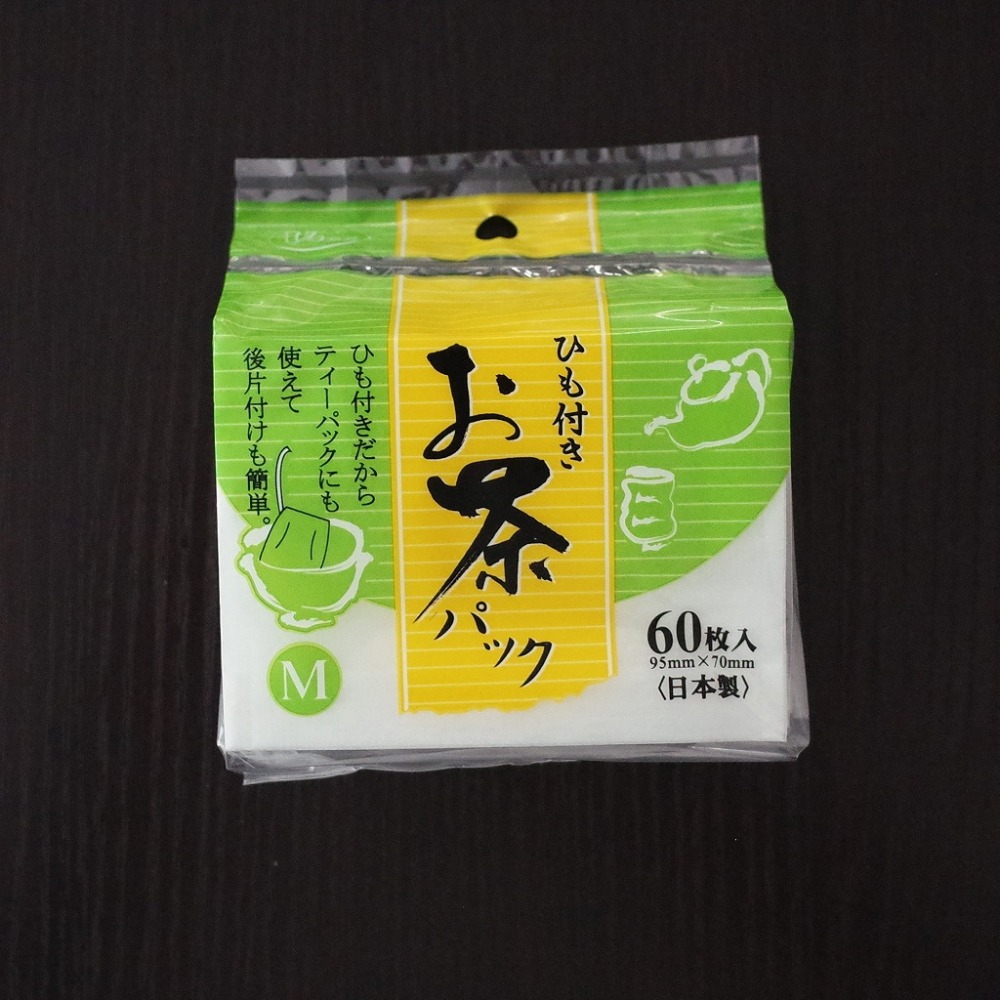 ひも付き
お茶パック
ひも付きだから
ティーパックにも
使えて
後片付けも簡単。
M
60枚入
95mm×70mm
〈日本製〉